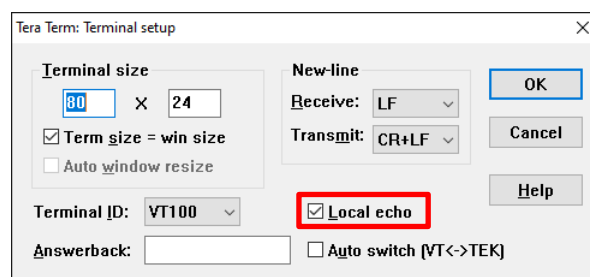 Tera Term: Terminal setup
Terminal size
80 X 24
Term size = win size
Auto window resize
New-line
Receive: LF
Transmit: CR+LF
OK
Cancel
Help
Terminal ID: VT100
Local echo
Answerback:
Auto switch (VT<->TEK)